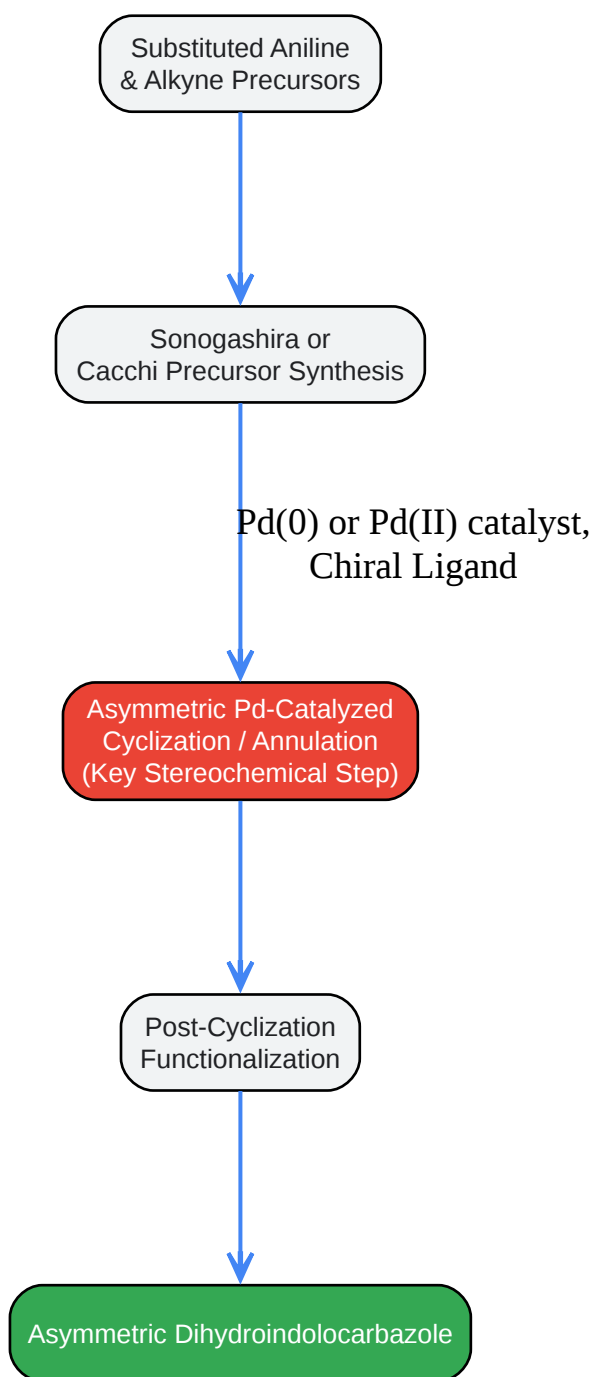 Substituted Aniline
& Alkyne Precursors
Sonogashira or
Cacchi Precursor Synthesis
Pd(0) or Pd(II) catalyst,
Chiral Ligand
Asymmetric Pd-Catalyzed
Cyclization / Annulation
(Key Stereochemical Step)
Post-Cyclization
Functionalization
Asymmetric Dihydroindolocarbazole